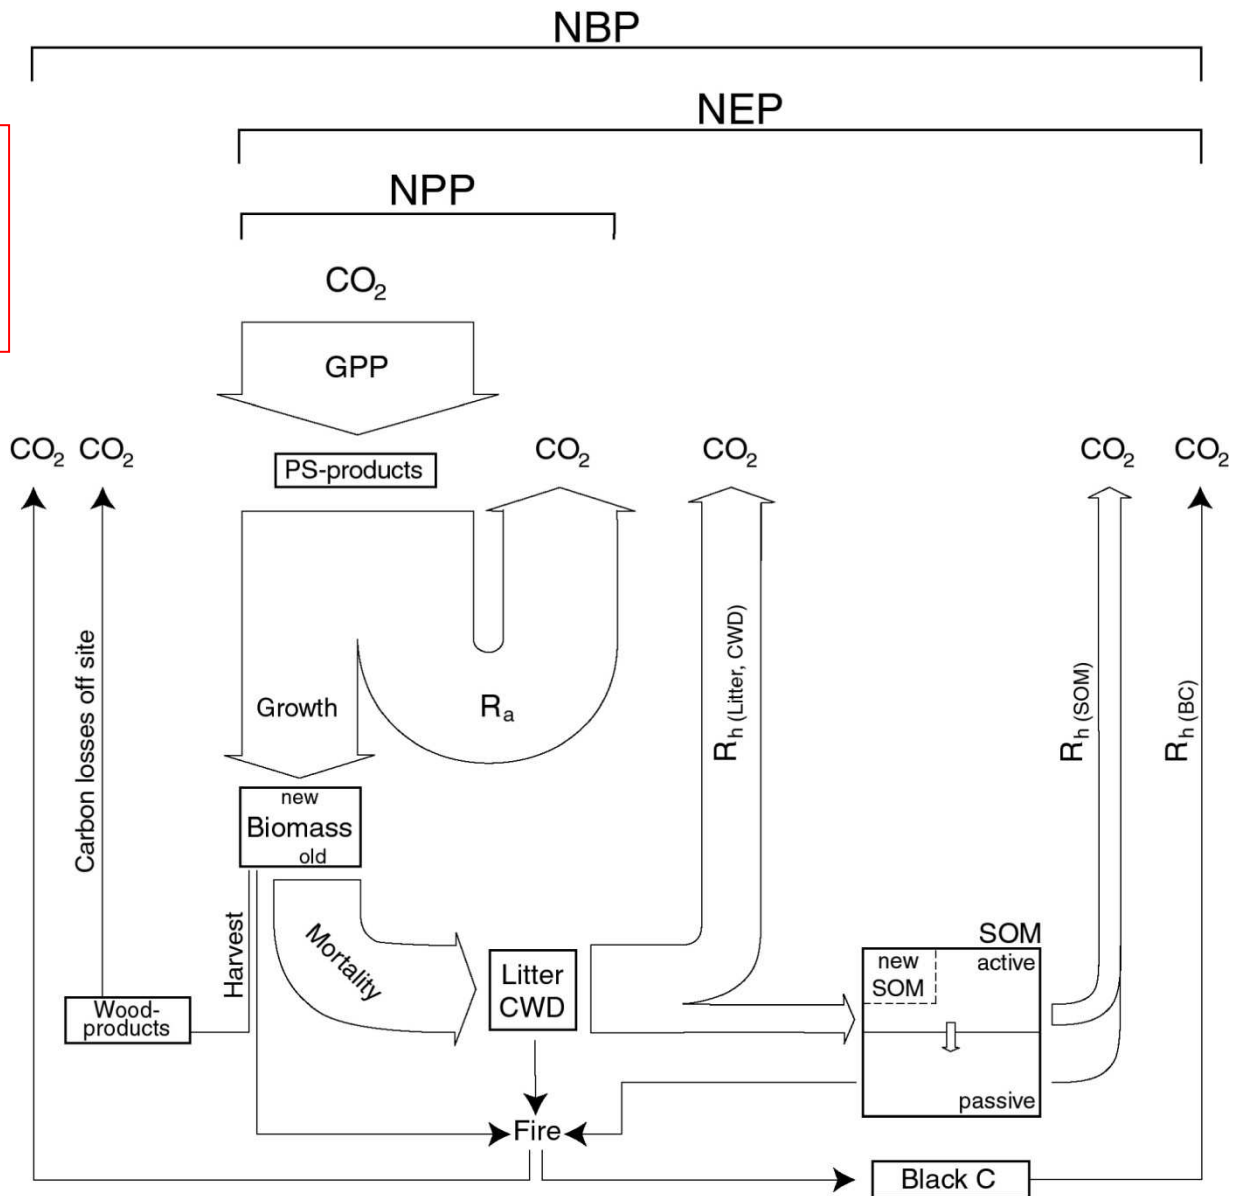 NBP
NEP
NPP
CO₂
GPP
CO₂ CO₂
PS-products
CO₂
CO₂
CO₂
CO₂
Carbon losses off site
Growth
Rₐ
Rₕ (Litter, CWD)
Rₕ (SOM)
Rₕ (BC)
new
Biomass
old
Harvest
Mortality
Litter
CWD
SOM
new
SOM
active
passive
Wood-
products
Fire
Black C